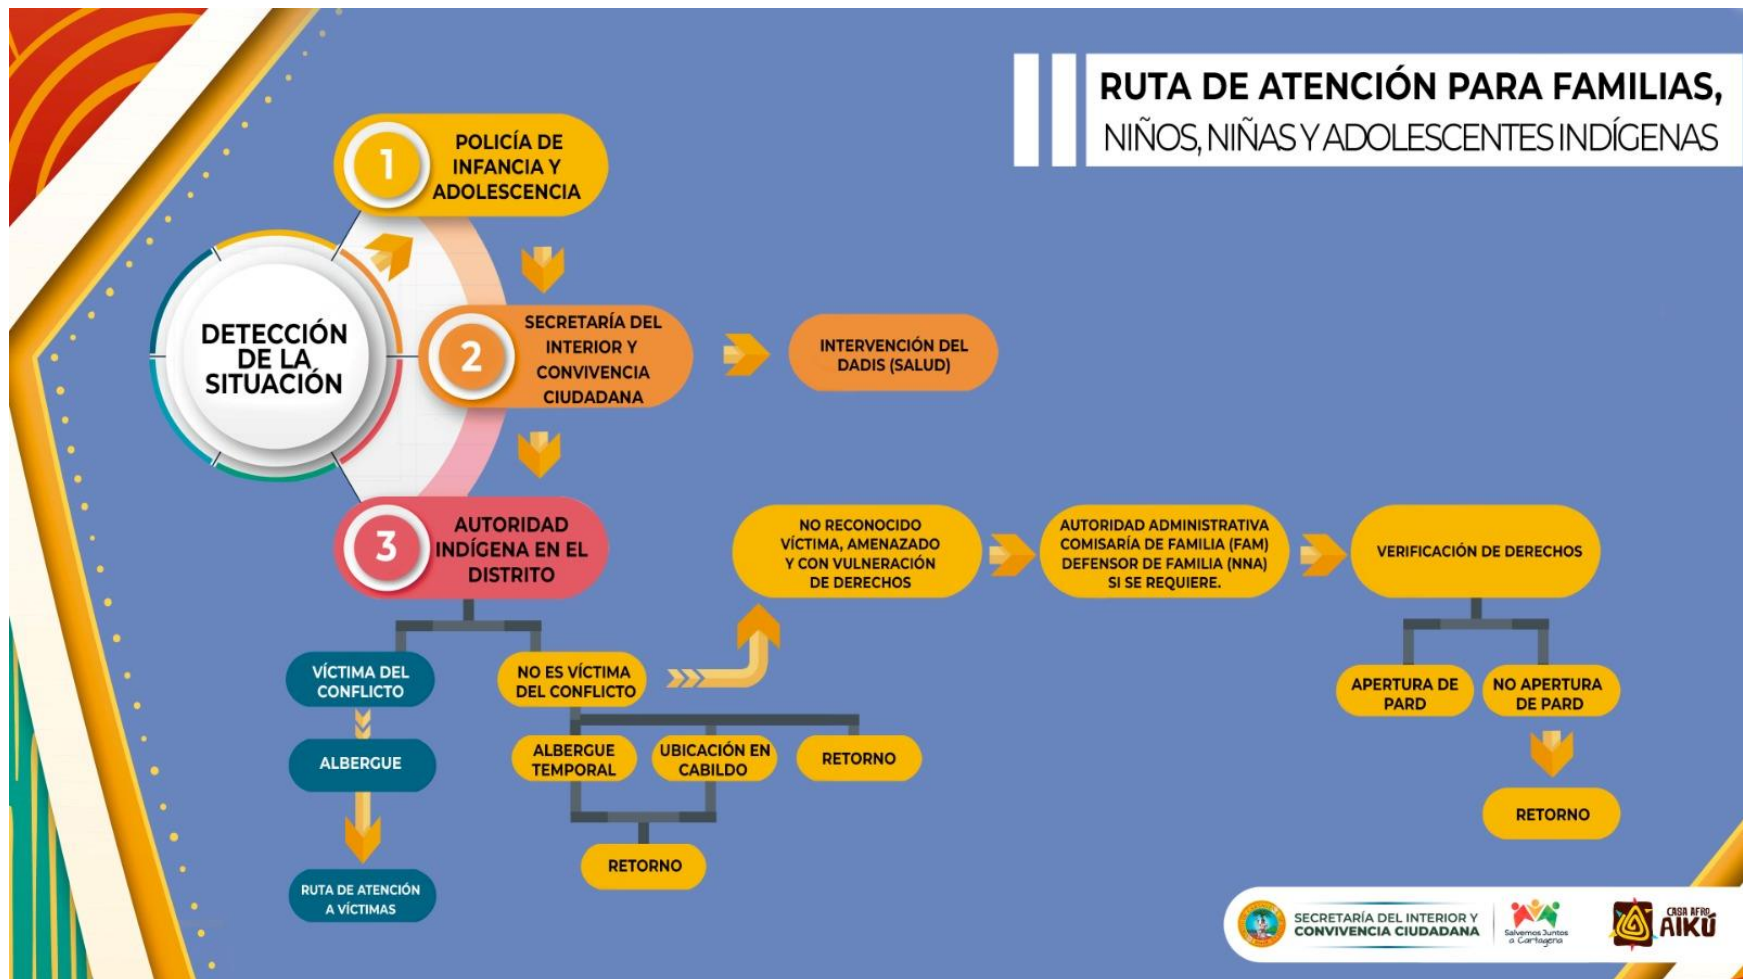 RUTA DE ATENCIÓN PARA FAMILIAS,
NIÑOS, NIÑAS Y ADOLESCENTES INDÍGENAS
DETECCIÓN
DE LA
SITUACIÓN
1
POLICÍA DE
INFANCIA Y
ADOLESCENCIA
2
SECRETARÍA DEL
INTERIOR Y
CONVIVENCIA
CIUDADANA
INTERVENCIÓN DEL
DADIS (SALUD)
3
AUTORIDAD
INDÍGENA EN EL
DISTRITO
NO RECONOCIDO
VÍCTIMA, AMENAZADO
Y CON VULNERACIÓN
DE DERECHOS
AUTORIDAD ADMINISTRATIVA
COMISARÍA DE FAMILIA (FAM)
DEFENSOR DE FAMILIA (NNA)
SI SE REQUIERE.
VERIFICACIÓN DE DERECHOS
VÍCTIMA DEL
CONFLICTO
NO ES VÍCTIMA
DEL CONFLICTO
APERTURA DE
PARD
NO APERTURA
DE PARD
ALBERGUE
ALBERGUE
TEMPORAL
UBICACIÓN EN
CABILDO
RETORNO
RETORNO
RETORNO
RUTA DE ATENCIÓN
A VÍCTIMAS
SECRETARÍA DEL INTERIOR Y
CONVIVENCIA CIUDADANA
Salvemos Juntos
a Cartagena
CASA AFRO
AIKÚ